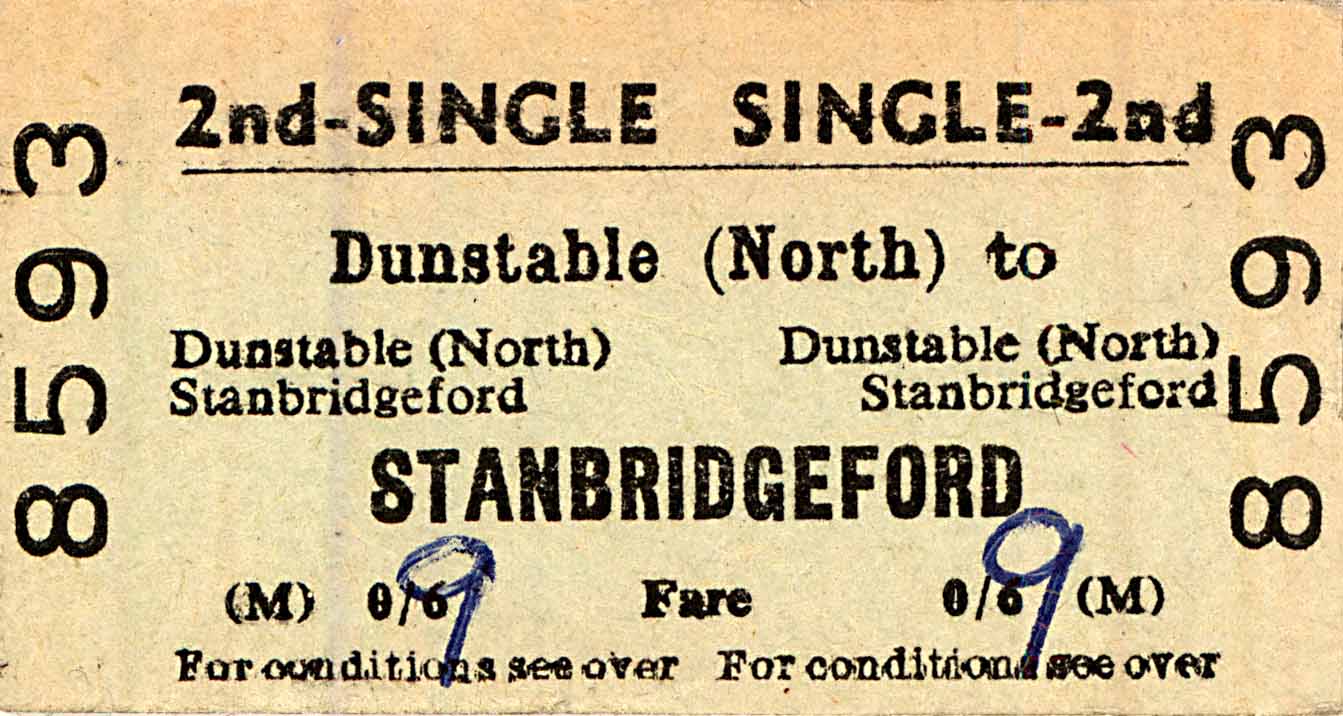 2nd-SINGLE SINGLE-2nd
Dunstable (North) to
Dunstable (North) Dunstable (North)
Stanbridgeford Stanbridgeford
STANBRIDGEFORD
(M) 0/6 9 Fare 0/6 9 (M)
For conditions see over For conditions see over
8593
8593